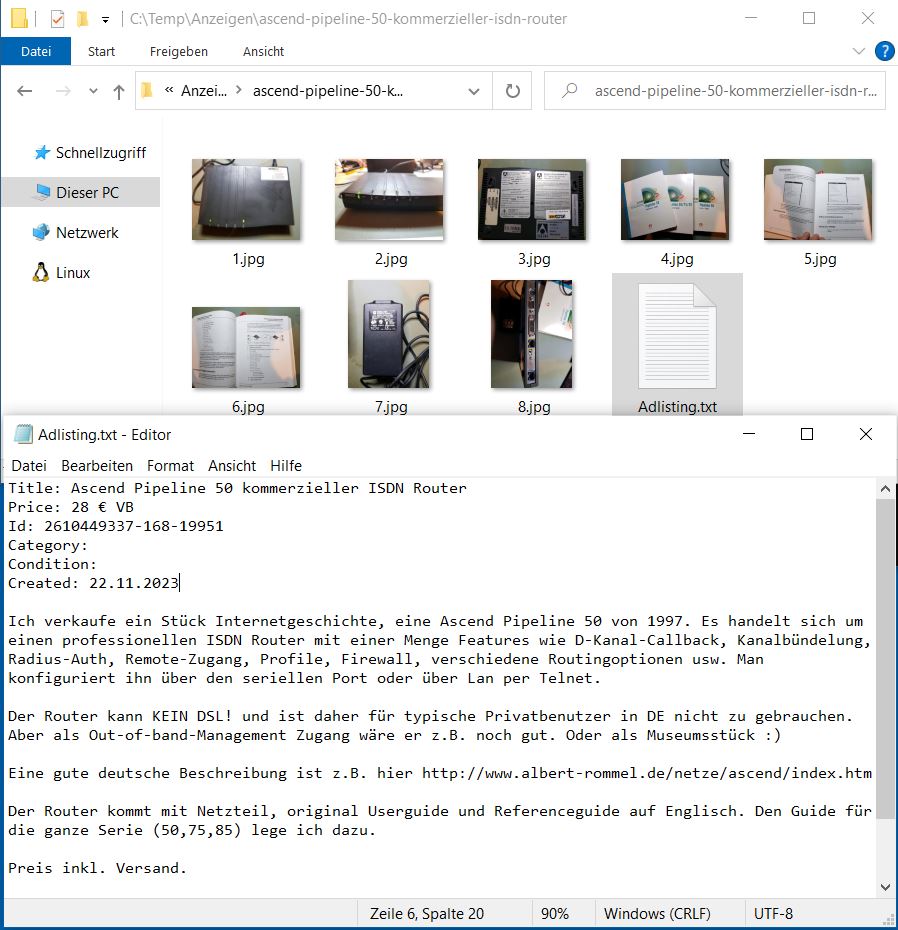 C:\Temp\Anzeigen\ascend-pipeline-50-kommerzieller-isdn-router
Datei Start Freigeben Ansicht
« Anzei... ascend-pipeline-50-k... ascend-pipeline-50-kommerzieller-isdn-r...
Schnellzugriff
Dieser PC
Netzwerk
Linux
1.jpg 2.jpg 3.jpg 4.jpg 5.jpg
6.jpg 7.jpg 8.jpg Adlisting.txt
Adlisting.txt - Editor
Datei Bearbeiten Format Ansicht Hilfe
Title: Ascend Pipeline 50 kommerzieller ISDN Router
Price: 28 € VB
Id: 2610449337-168-19951
Category:
Condition:
Created: 22.11.2023
Ich verkaufe ein Stück Internetgeschichte, eine Ascend Pipeline 50 von 1997. Es handelt sich um
einen professionellen ISDN Router mit einer Menge Features wie D-Kanal-Callback, Kanalbündelung,
Radius-Auth, Remote-Zugang, Profile, Firewall, verschiedene Routingoptionen usw. Man
konfiguriert ihn über den seriellen Port oder über Lan per Telnet.
Der Router kann KEIN DSL! und ist daher für typische Privatbenutzer in DE nicht zu gebrauchen.
Aber als Out-of-band-Management Zugang wäre er z.B. noch gut. Oder als Museumsstück :)
Eine gute deutsche Beschreibung ist z.B. hier http://www.albert-rommel.de/netze/ascend/index.htm
Der Router kommt mit Netzteil, original Userguide und Referenceguide auf Englisch. Den Guide für
die ganze Serie (50,75,85) lege ich dazu.
Preis inkl. Versand.
Zeile 6, Spalte 20 90% Windows (CRLF) UTF-8